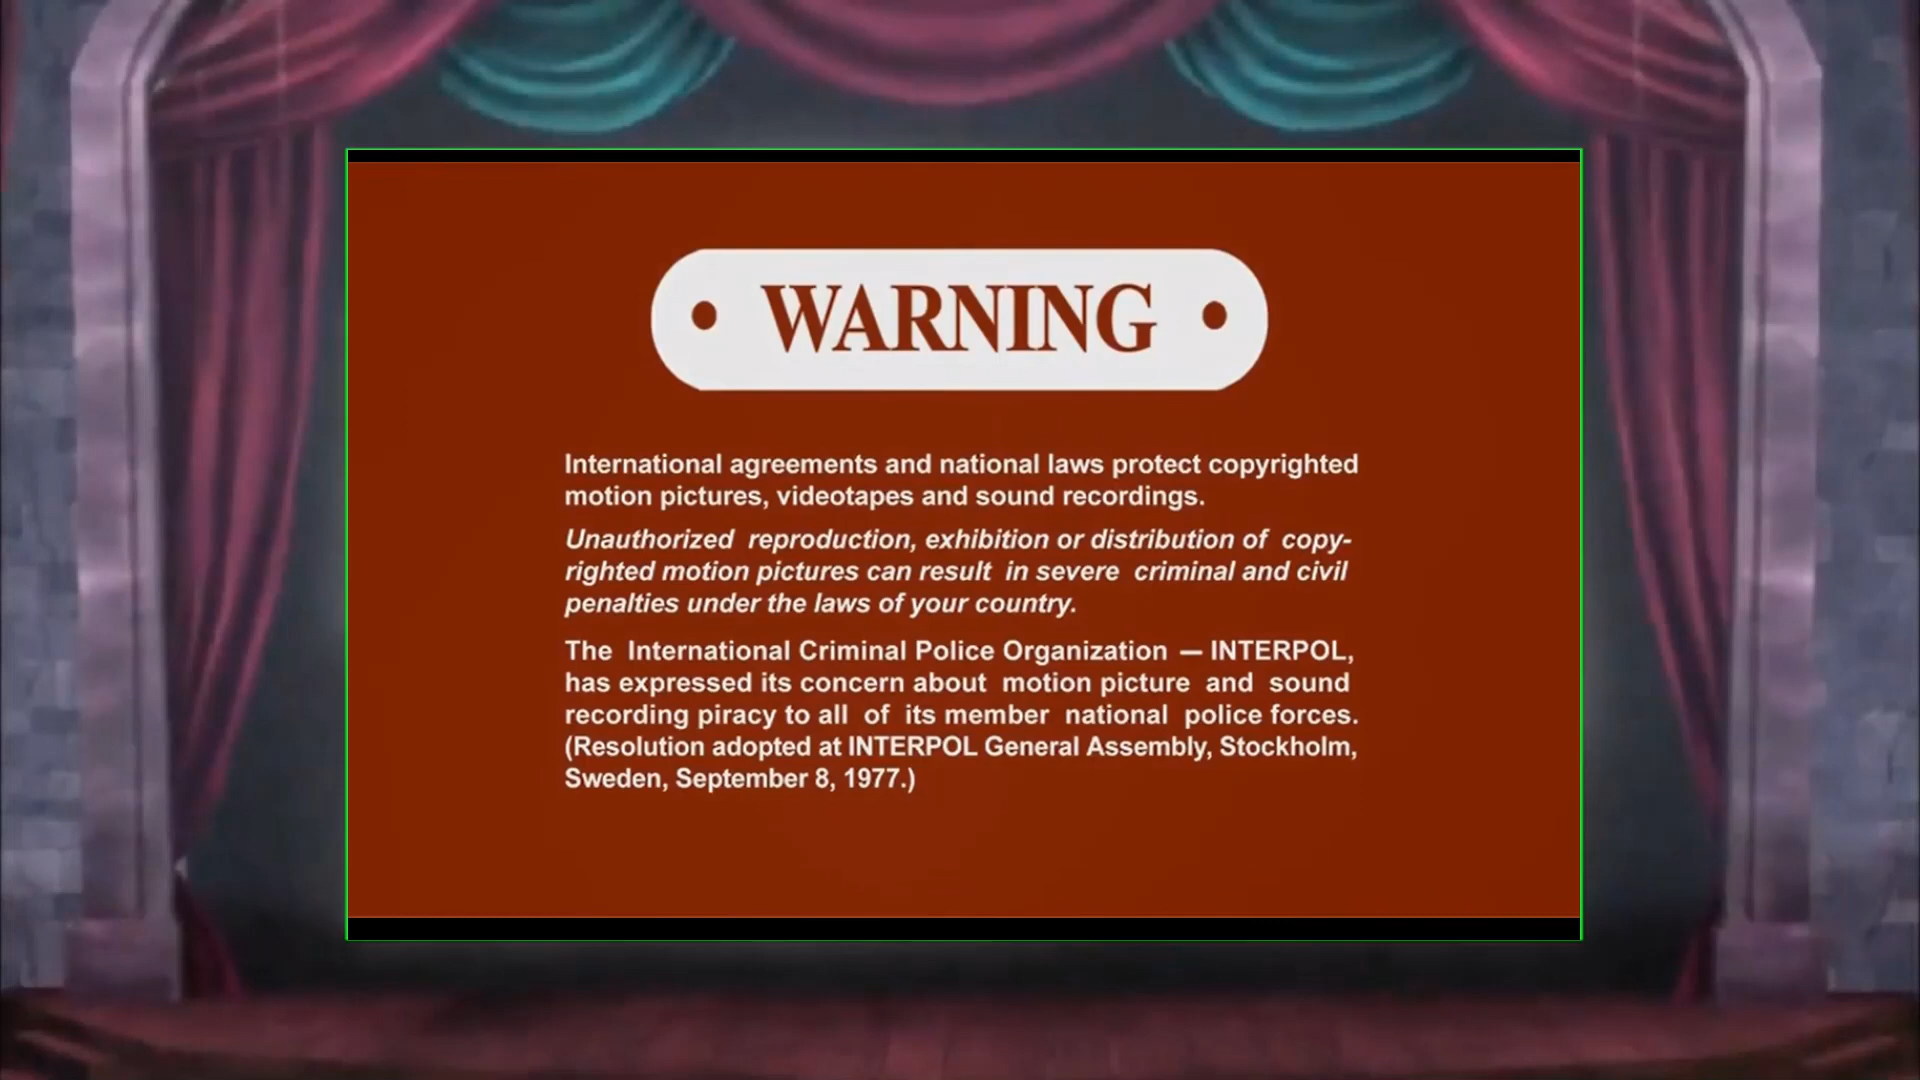 WARNING
International agreements and national laws protect copyrighted
motion pictures, videotapes and sound recordings.
Unauthorized reproduction, exhibition or distribution of copy-
righted motion pictures can result in severe criminal and civil
penalties under the laws of your country.
The International Criminal Police Organization — INTERPOL,
has expressed its concern about motion picture and sound
recording piracy to all of its member national police forces.
(Resolution adopted at INTERPOL General Assembly, Stockholm,
Sweden, September 8, 1977.)